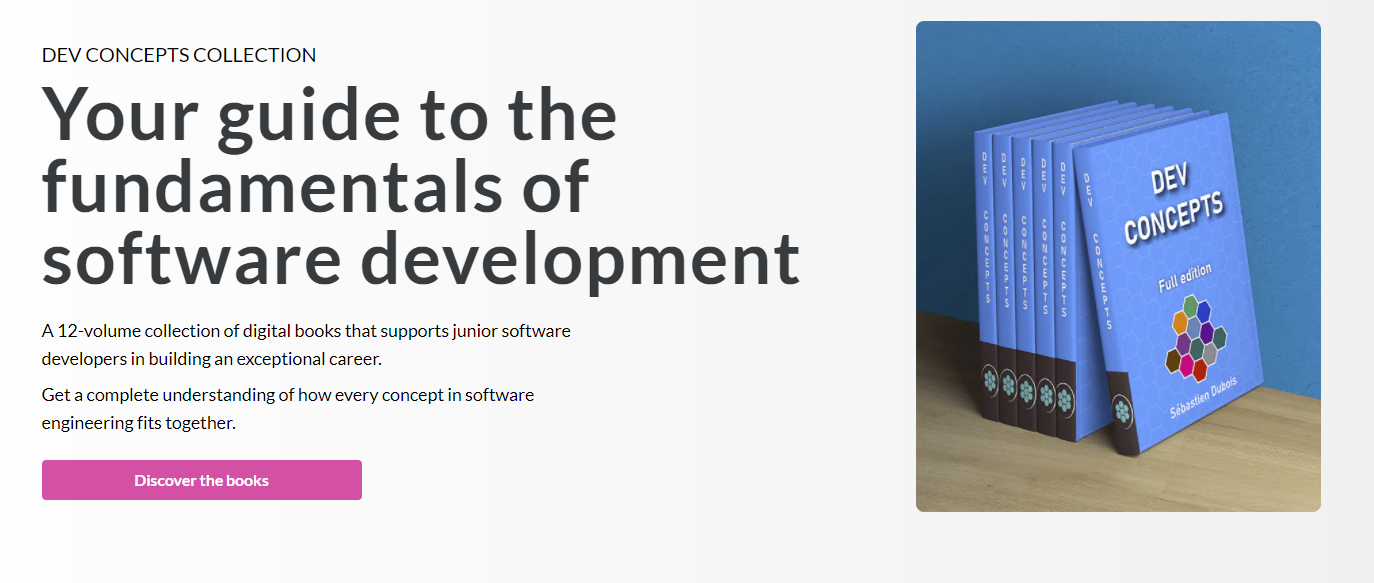 DEV CONCEPTS COLLECTION
Your guide to the
fundamentals of
software development
A 12-volume collection of digital books that supports junior software
developers in building an exceptional career.
Get a complete understanding of how every concept in software
engineering fits together.
Discover the books
DEV CONCEPTS
DEV CONCEPTS
DEV CONCEPTS
DEV CONCEPTS
DEV CONCEPTS
DEV CONCEPTS
DEV
CONCEPTS
Full edition
Sébastien Dubois